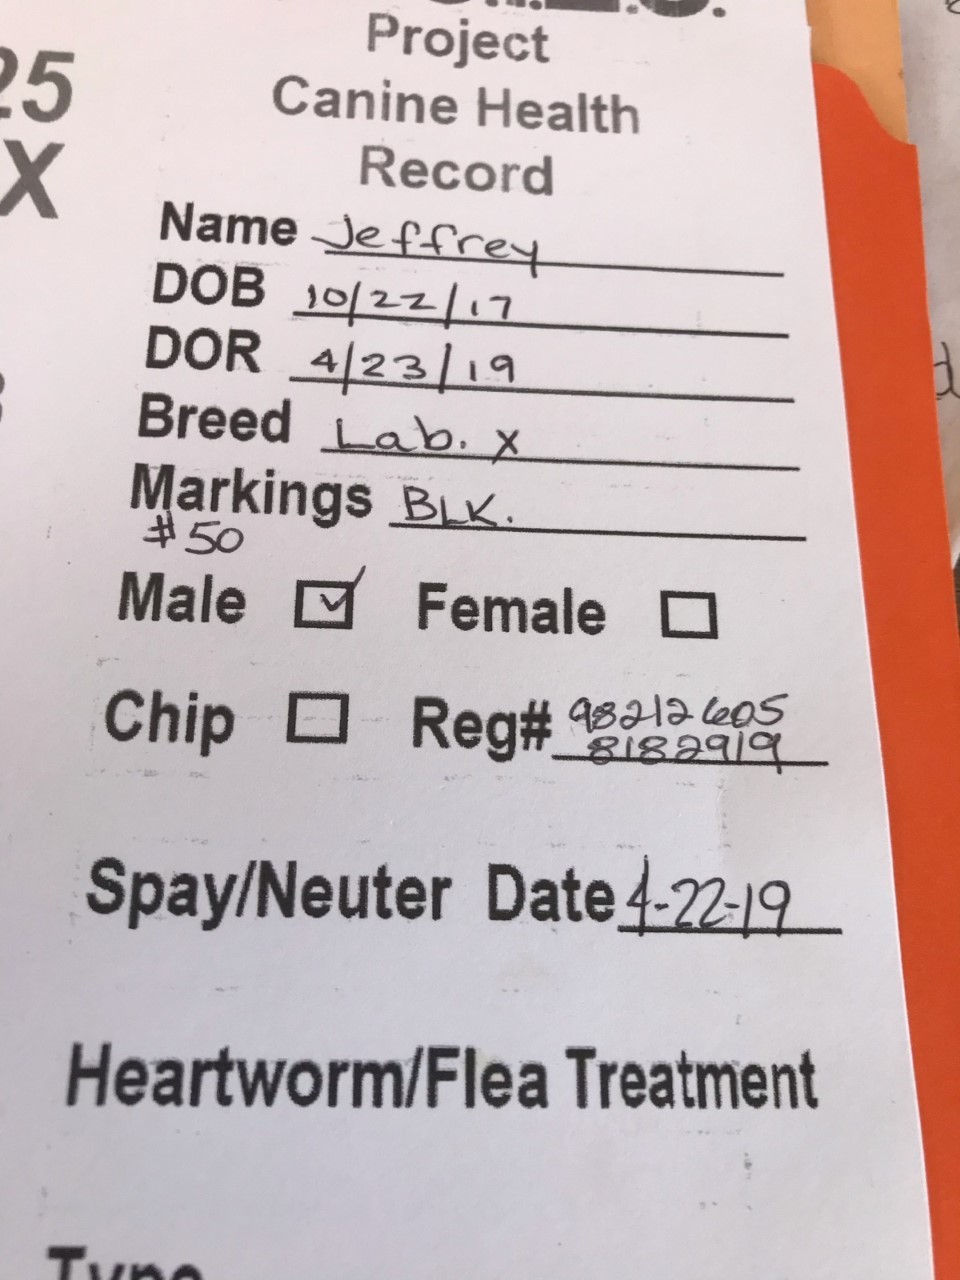 25
X
Project
Canine Health
Record
Name Jeffrey
DOB 10/22/17
DOR 4/23/19
Breed Lab. x
Markings BLK.
#50
Male ☑ Female ☐
Chip ☐ Reg# 98212605
8182919
Spay/Neuter Date 4-22-19
Heartworm/Flea Treatment
Type